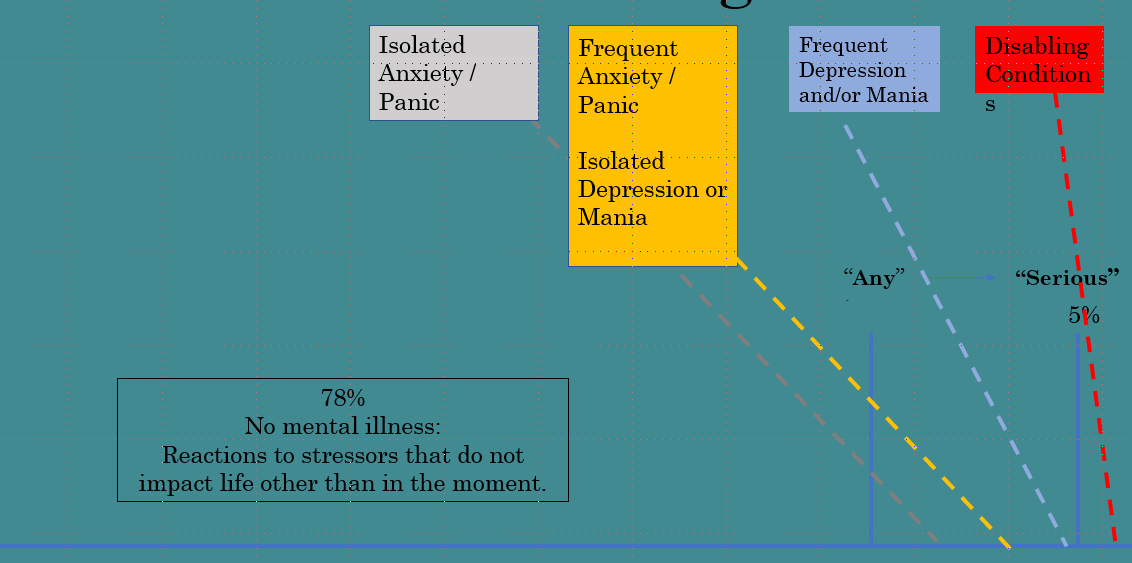 Isolated
Anxiety /
Panic
Frequent
Anxiety /
Panic
Isolated
Depression or
Mania
Frequent
Depression
and/or Mania
Disabling
Condition
s
“Any”
“Serious”
5%
78%
No mental illness:
Reactions to stressors that do not
impact life other than in the moment.